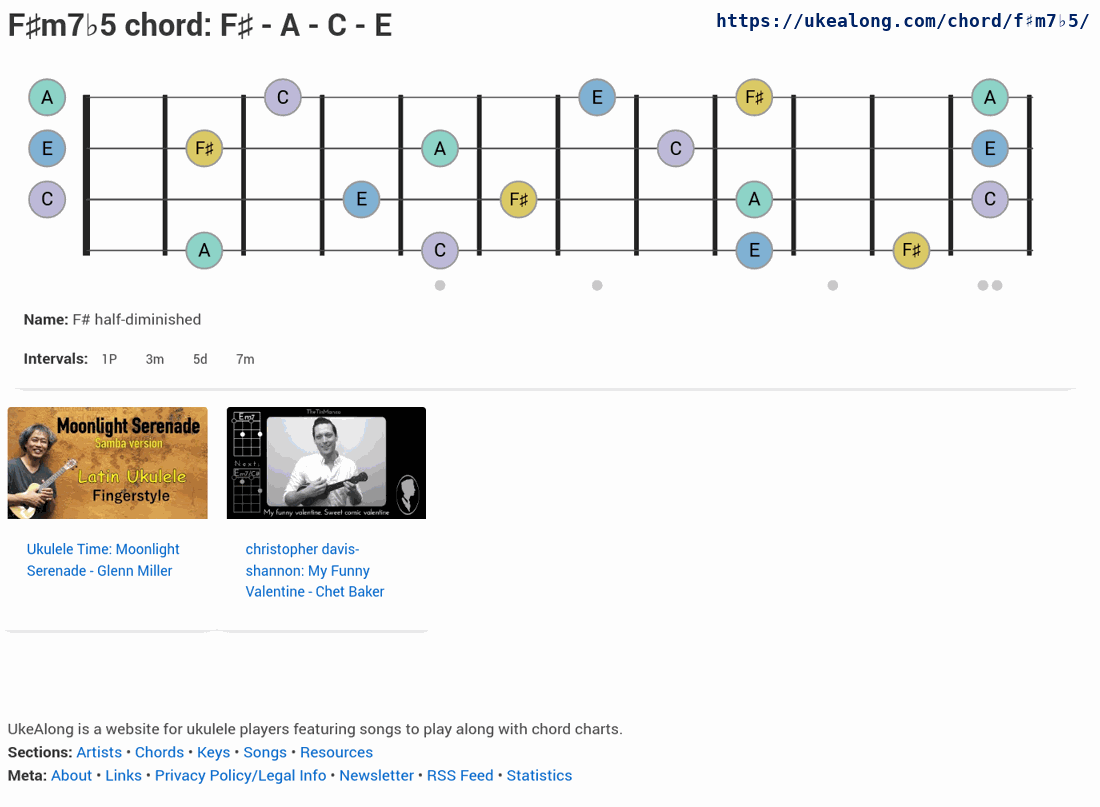 F♯m7♭5 chord: F♯ - A - C - E
https://ukealong.com/chord/f♯m7♭5/
A C E F♯ A
E F♯ A C E
C E F♯ A C
A C E F♯
Name: F# half-diminished
Intervals: 1P 3m 5d 7m
Moonlight Serenade
Samba version
Latin Ukulele
Fingerstyle
TheTinManse
Em7
Next:
Em7/C#
My funny valentine. Sweet comic valentine
Ukulele Time: Moonlight
Serenade - Glenn Miller
christopher davis-
shannon: My Funny
Valentine - Chet Baker
UkeAlong is a website for ukulele players featuring songs to play along with chord charts.
Sections: Artists • Chords • Keys • Songs • Resources
Meta: About • Links • Privacy Policy/Legal Info • Newsletter • RSS Feed • Statistics